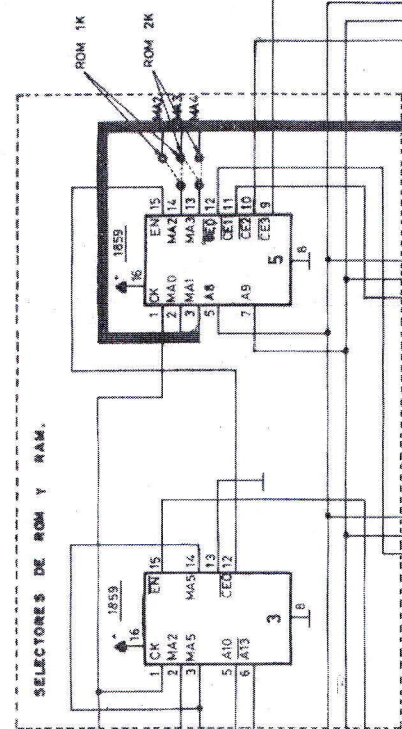 ROM 1K
ROM 2K
MA2
MA3
MA4
SELECTORES DE ROM Y RAM.
1859
16
1 CK
2 MA0
3 MA1
5 A8
7 A9
EN 15
MA2 14
MA3 13
12
CE1 11
CE2 10
CE3 9
5
8
1859
16
1 CK
2 MA2
3 MA5
5 A10
6 A13
EN 15
MA5 14
13
CE0 12
3
8